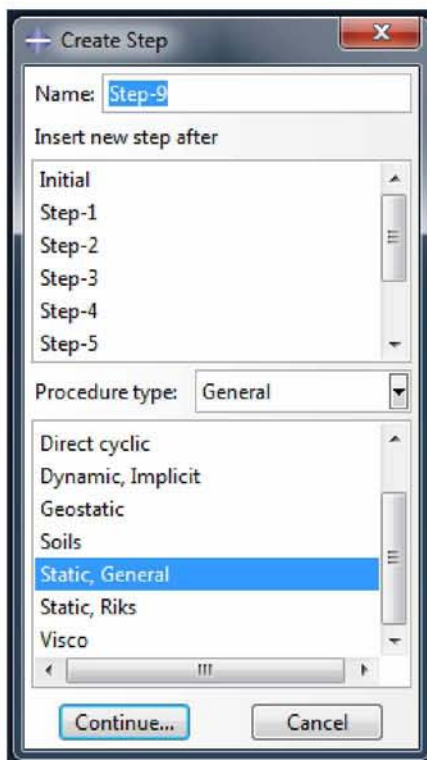 Create Step
Name: Step-9
Insert new step after
Initial
Step-1
Step-2
Step-3
Step-4
Step-5
Procedure type: General
Direct cyclic
Dynamic, Implicit
Geostatic
Soils
Static, General
Static, Riks
Visco
Continue... Cancel